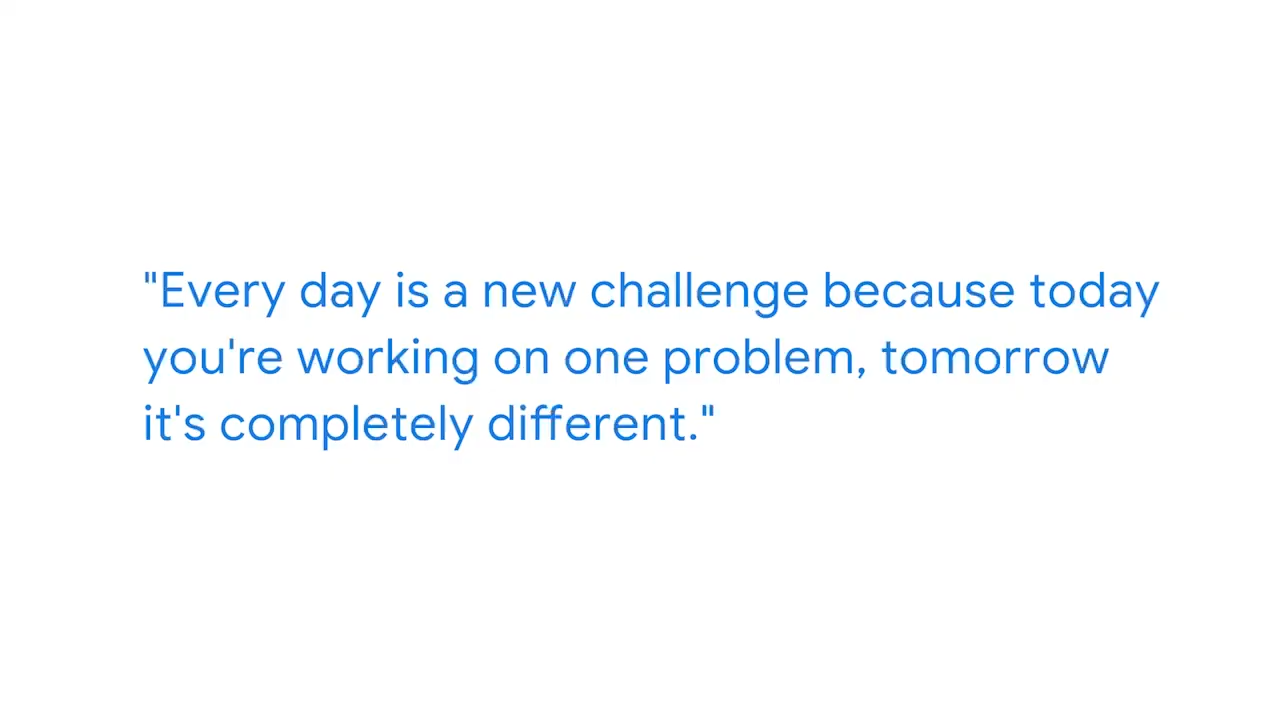 "Every day is a new challenge because today
you're working on one problem, tomorrow
it's completely different."